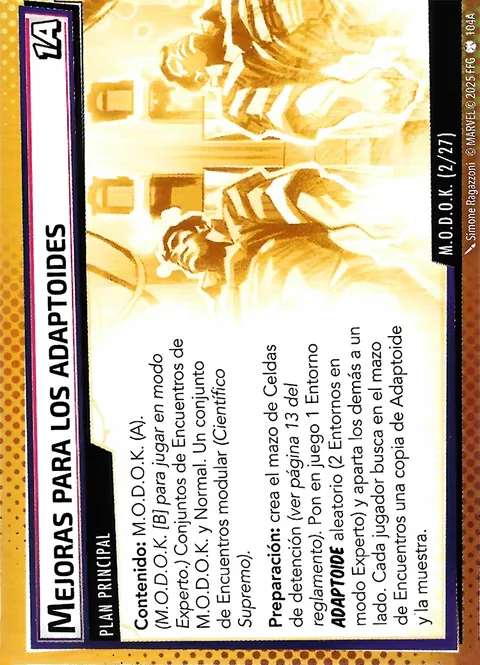 MEJORAS PARA LOS ADAPTOIDES
1A
PLAN PRINCIPAL
Contenido: M.O.D.O.K. (A).
(M.O.D.O.K. [B] para jugar en modo
Experto.) Conjuntos de Encuentros de
M.O.D.O.K. y Normal. Un conjunto
de Encuentros modular (Científico
Supremo).
Preparación: crea el mazo de Celdas
de detención (ver página 13 del
reglamento). Pon en juego 1 Entorno
ADAPTOIDE aleatorio (2 Entornos en
modo Experto) y aparta los demás a un
lado. Cada jugador busca en el mazo
de Encuentros una copia de Adaptoide
y la muestra.
M.O.D.O.K. (2/27)
Simone Ragazzoni © MARVEL © 2025 FFG 104A